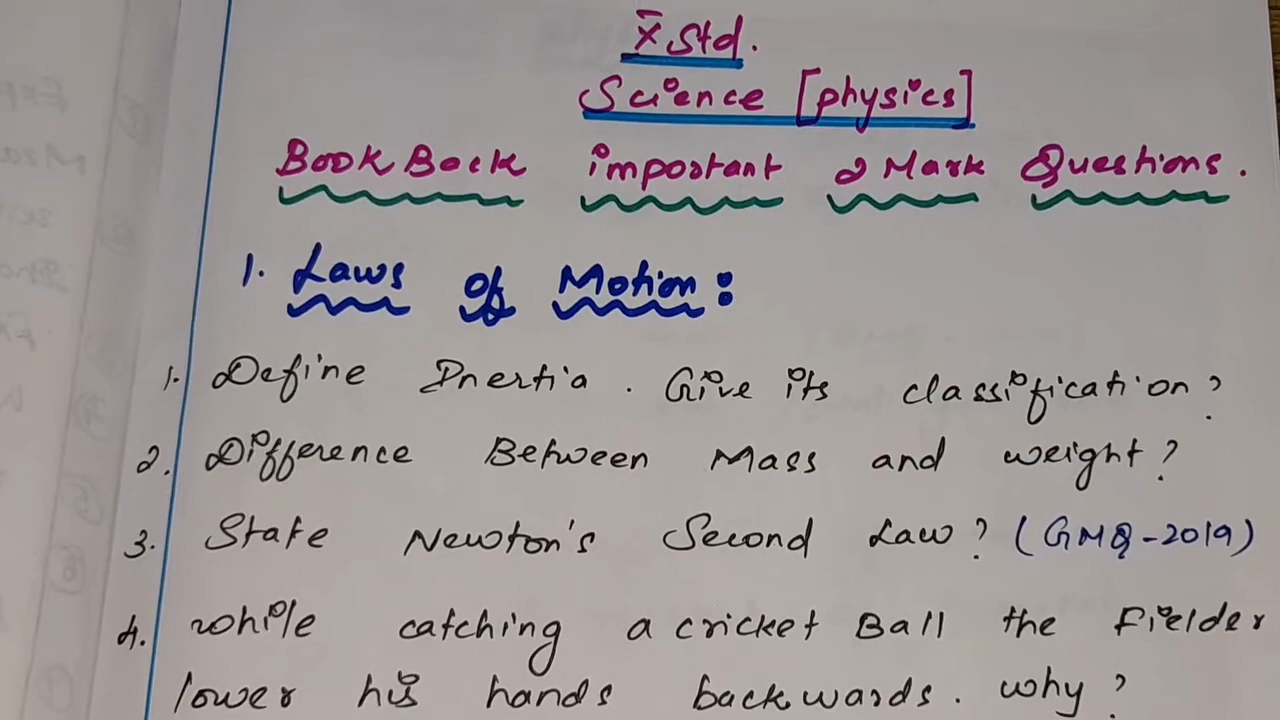 X Std.
Science [physics]
Book Back important 2 Mark Questions.
1. Laws of Motion:
1. Define Inertia. Give its classification?
2. Difference Between Mass and weight?
3. State Newton's Second Law? (GMQ-2019)
4. while catching a cricket Ball the Fielder
lower his hands backwards. why?